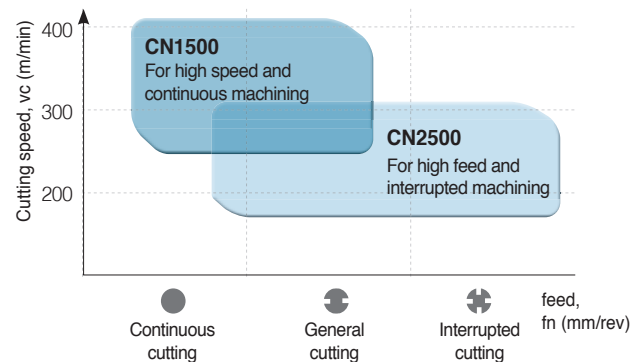 Cutting speed, vc (m/min)
400
300
200
CN1500
For high speed and
continuous machining
CN2500
For high feed and
interrupted machining
Continuous
cutting
General
cutting
Interrupted
cutting
feed,
fn (mm/rev)